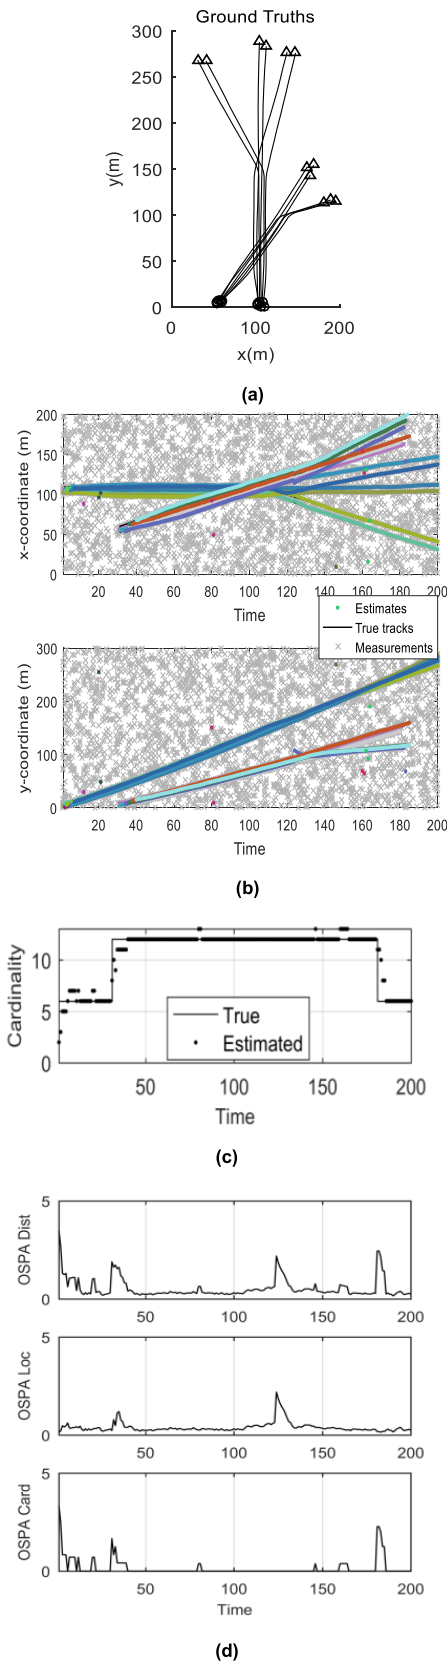 Ground Truths
300
250
200
150
100
50
0
y(m)
0 100 200
x(m)
(a)
200
150
100
50
0
x-coordinate (m)
20 40 60 80 100 120 140 160 180 200
Time
Estimates
True tracks
Measurements
300
200
100
0
y-coordinate (m)
20 40 60 80 100 120 140 160 180 200
Time
(b)
10
5
0
Cardinality
True
Estimated
50 100 150 200
Time
(c)
5
0
OSPA Dist
50 100 150 200
5
0
OSPA Loc
50 100 150 200
5
0
OSPA Card
50 100 150 200
Time
(d)